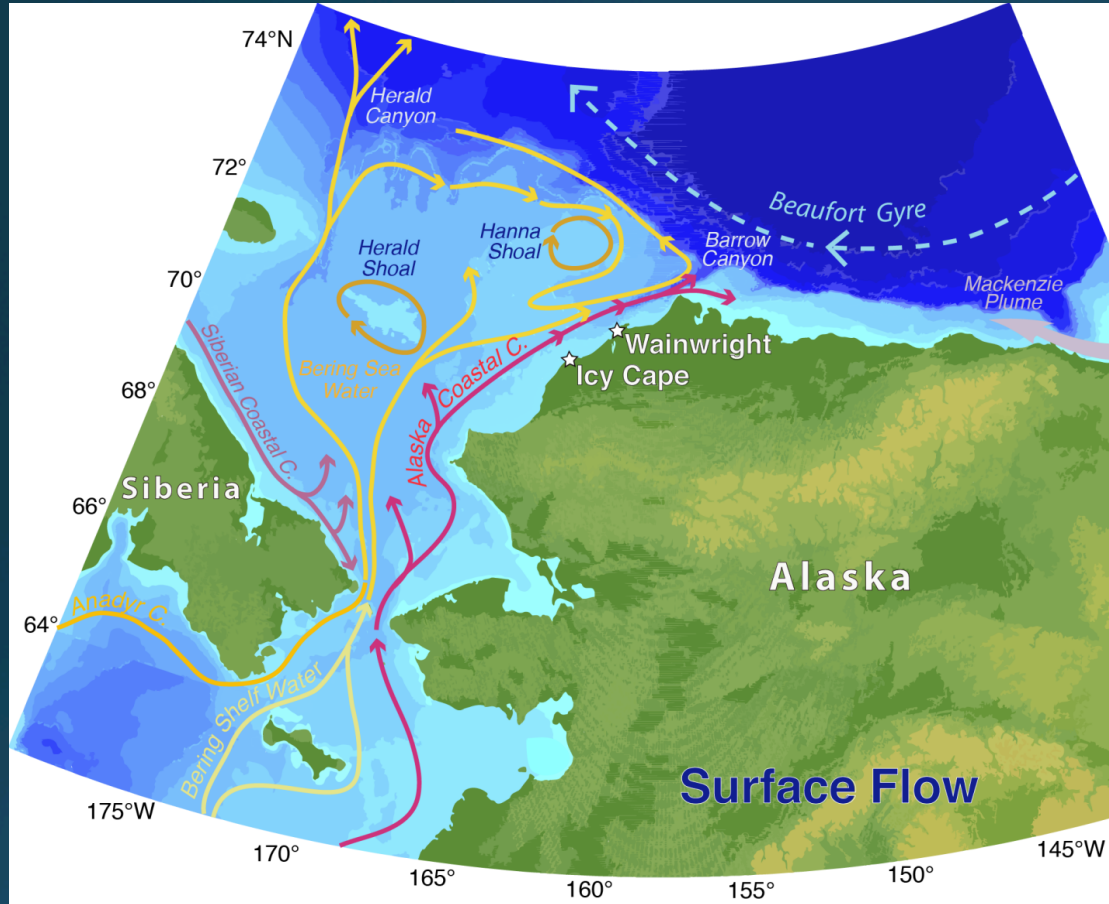 74°N
Herald
Canyon
72°
Beaufort Gyre
Hanna
Shoal
Herald
Shoal
Barrow
Canyon
70°
Mackenzie
Plume
Siberian Coastal C.
Wainwright
Bering Sea
Water
Alaska Coastal C.
Icy Cape
68°
Siberia
66°
Alaska
Anadyr C.
64°
Bering Shelf Water
Surface Flow
175°W
170°
165°
160°
155°
150°
145°W